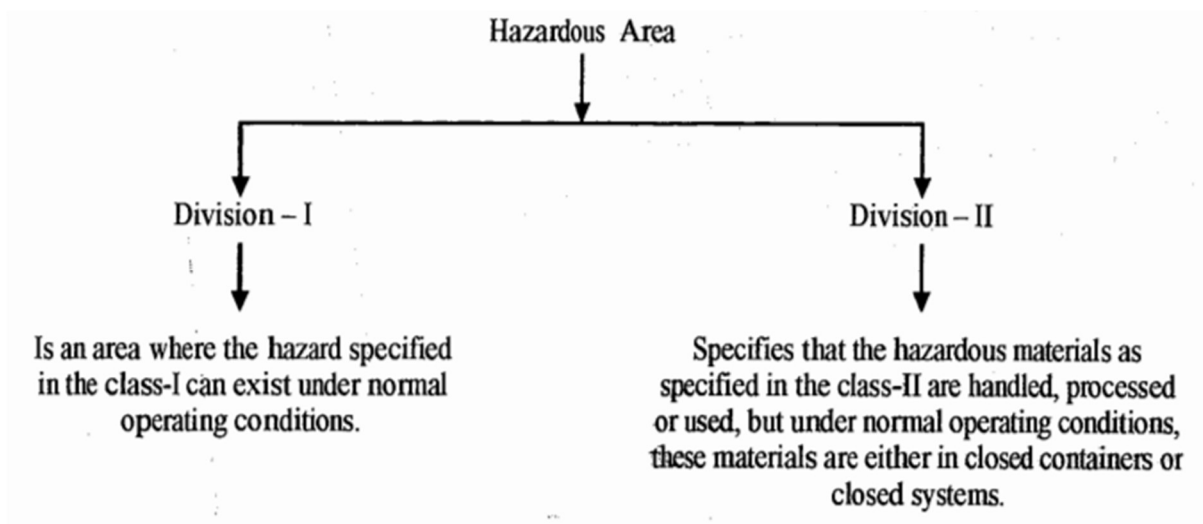 Hazardous Area
Division – I
Division – II
Is an area where the hazard specified
in the class-I can exist under normal
operating conditions.
Specifies that the hazardous materials as
specified in the class-II are handled, processed
or used, but under normal operating conditions,
these materials are either in closed containers or
closed systems.